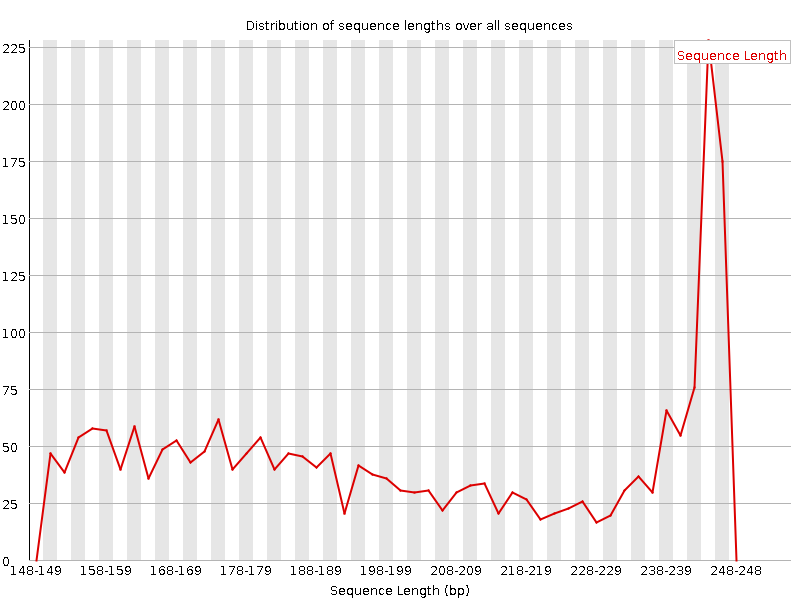 Distribution of sequence lengths over all sequences
Sequence Length
225
200
175
150
125
100
75
50
25
0
148-149 158-159 168-169 178-179 188-189 198-199 208-209 218-219 228-229 238-239 248-248
Sequence Length (bp)